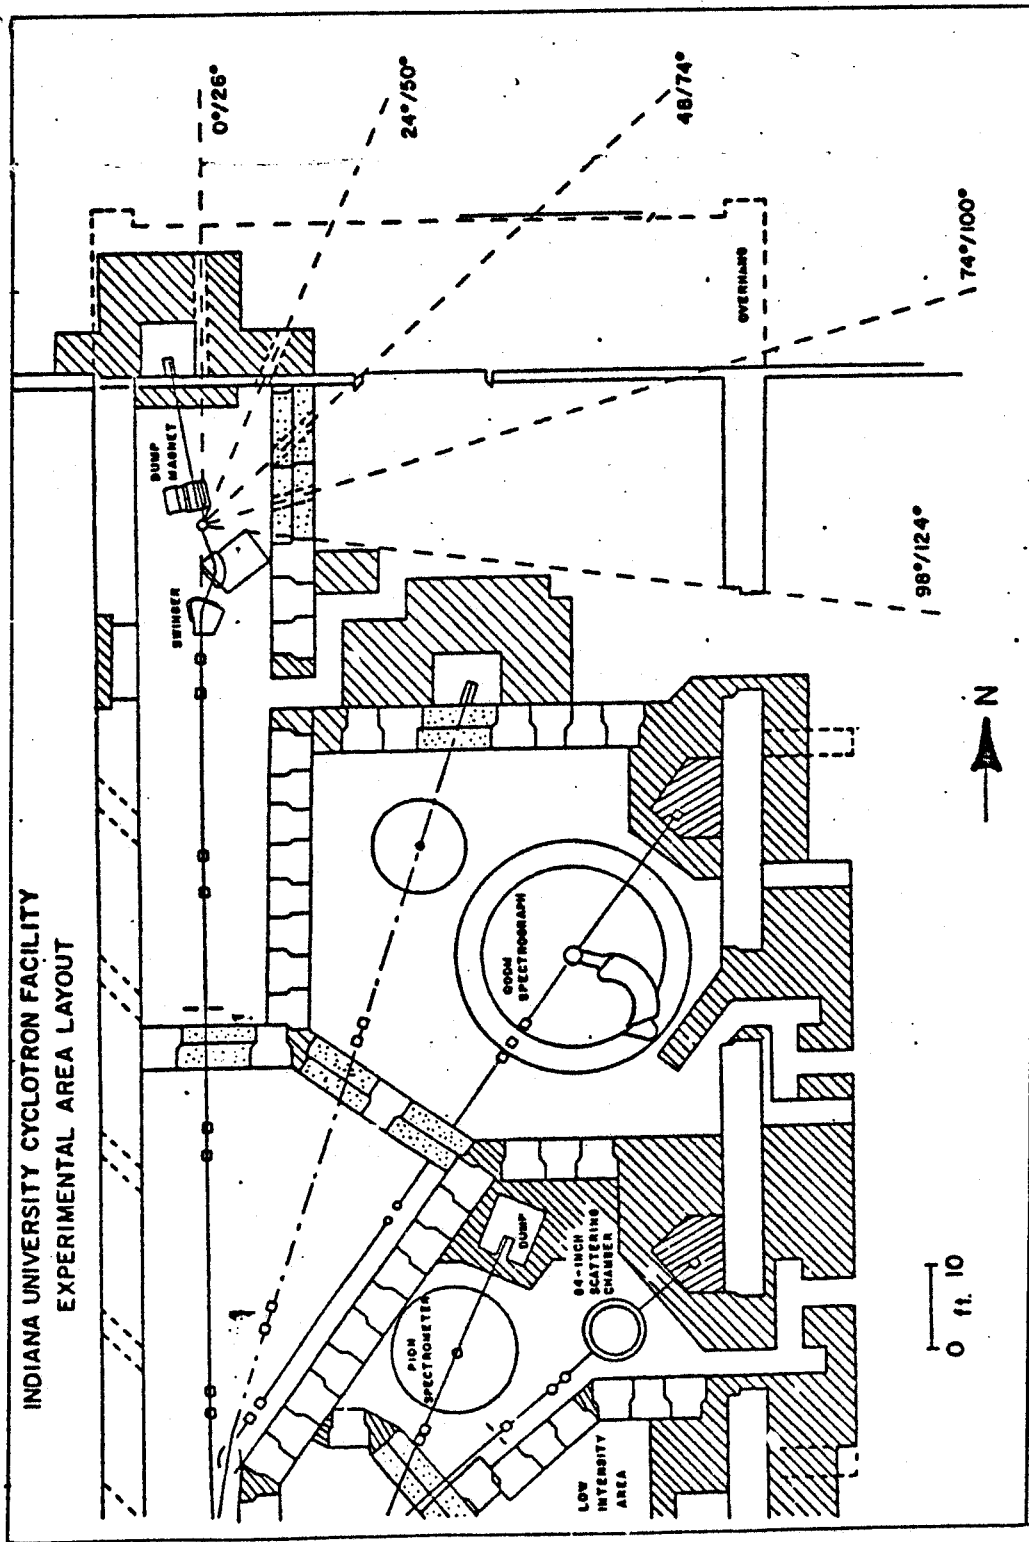 INDIANA UNIVERSITY CYCLOTRON FACILITY
EXPERIMENTAL AREA LAYOUT
0°/26°
24°/50°
48/74°
74°/100°
98°/124°
OVERHANG
DUMP
MAGNET
SWINGER
QDDM
SPECTROGRAPH
PION
SPECTROMETER
DUMP
64-INCH
SCATTERING
CHAMBER
LOW
INTENSITY
AREA
N
0 ft. 10